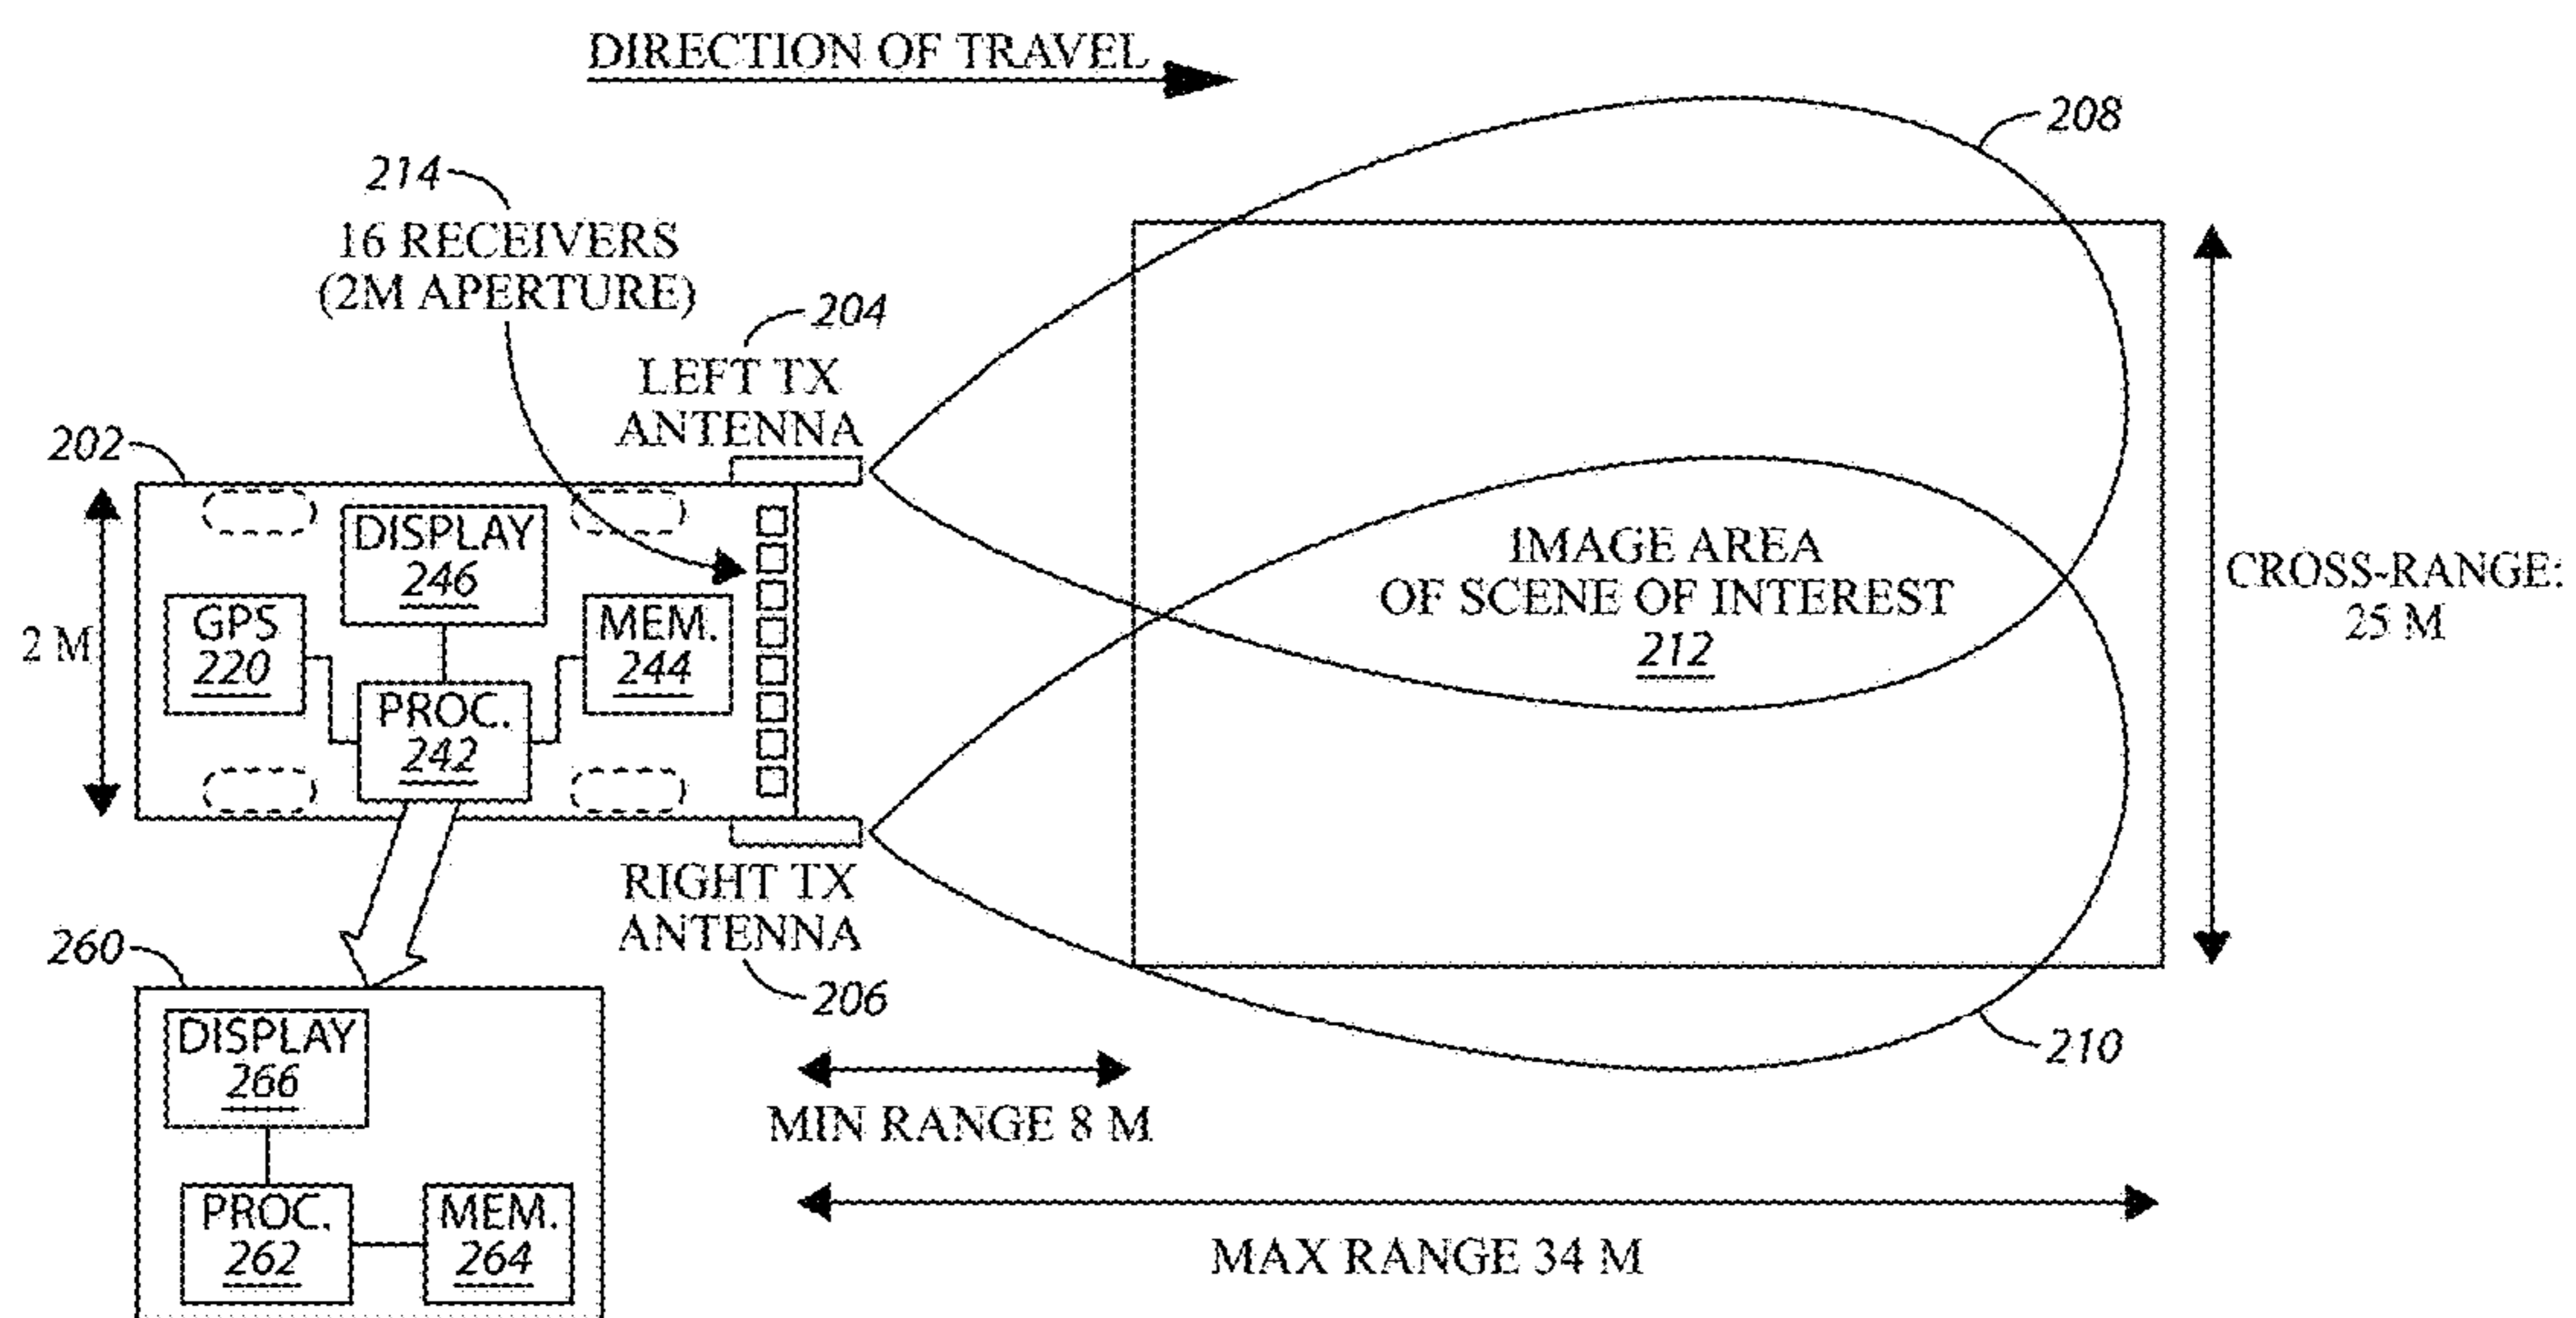 DIRECTION OF TRAVEL
208
214
16 RECEIVERS
(2M APERTURE)
204
LEFT TX
ANTENNA
202
2 M
DISPLAY
246
GPS
220
MEM.
244
PROC.
242
IMAGE AREA
OF SCENE OF INTEREST
212
CROSS-RANGE:
25 M
RIGHT TX
ANTENNA
206
210
260
DISPLAY
266
PROC.
262
MEM.
264
MIN RANGE 8 M
MAX RANGE 34 M